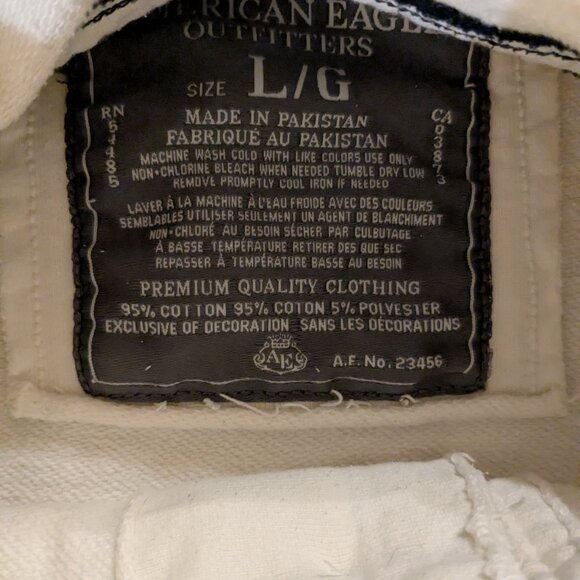 AMERICAN EAGLE
OUTFITTERS
SIZE L/G
RN 54485
CA 03873
MADE IN PAKISTAN
FABRIQUÉ AU PAKISTAN
MACHINE WASH COLD WITH LIKE COLORS USE ONLY
NON-CHLORINE BLEACH WHEN NEEDED TUMBLE DRY LOW
REMOVE PROMPTLY COOL IRON IF NEEDED
LAVER À LA MACHINE À L'EAU FROIDE AVEC DES COULEURS
SEMBLABLES UTILISER SEULEMENT UN AGENT DE BLANCHIMENT
NON-CHLORÉ AU BESOIN SÉCHER PAR CULBUTAGE
À BASSE TEMPÉRATURE RETIRER DES QUE SEC
REPASSER À TEMPÉRATURE BASSE AU BESOIN
PREMIUM QUALITY CLOTHING
95% COTTON 95% COTON 5% POLYESTER
EXCLUSIVE OF DECORATION SANS LES DÉCORATIONS
AE
A.E. No. 23456